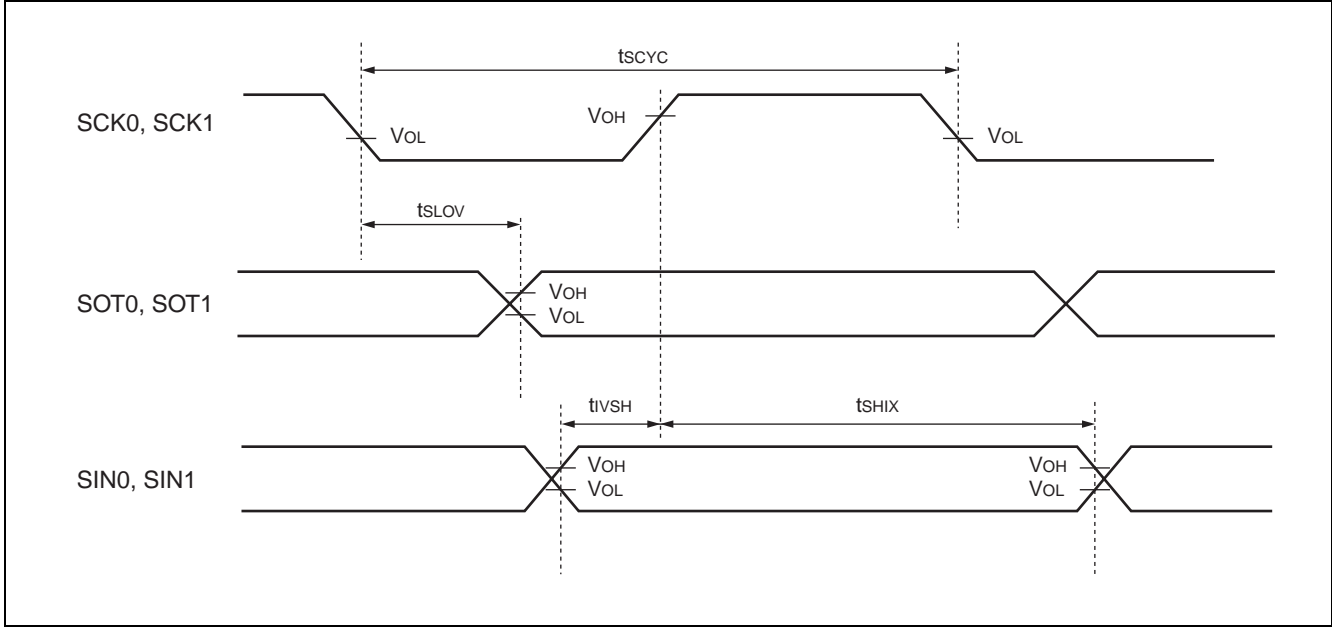 tSCYC
SCK0, SCK1
VOL
VOH
VOL
tSLOV
SOT0, SOT1
VOH
VOL
tIVSH
tSHIX
SIN0, SIN1
VOH
VOL
VOH
VOL